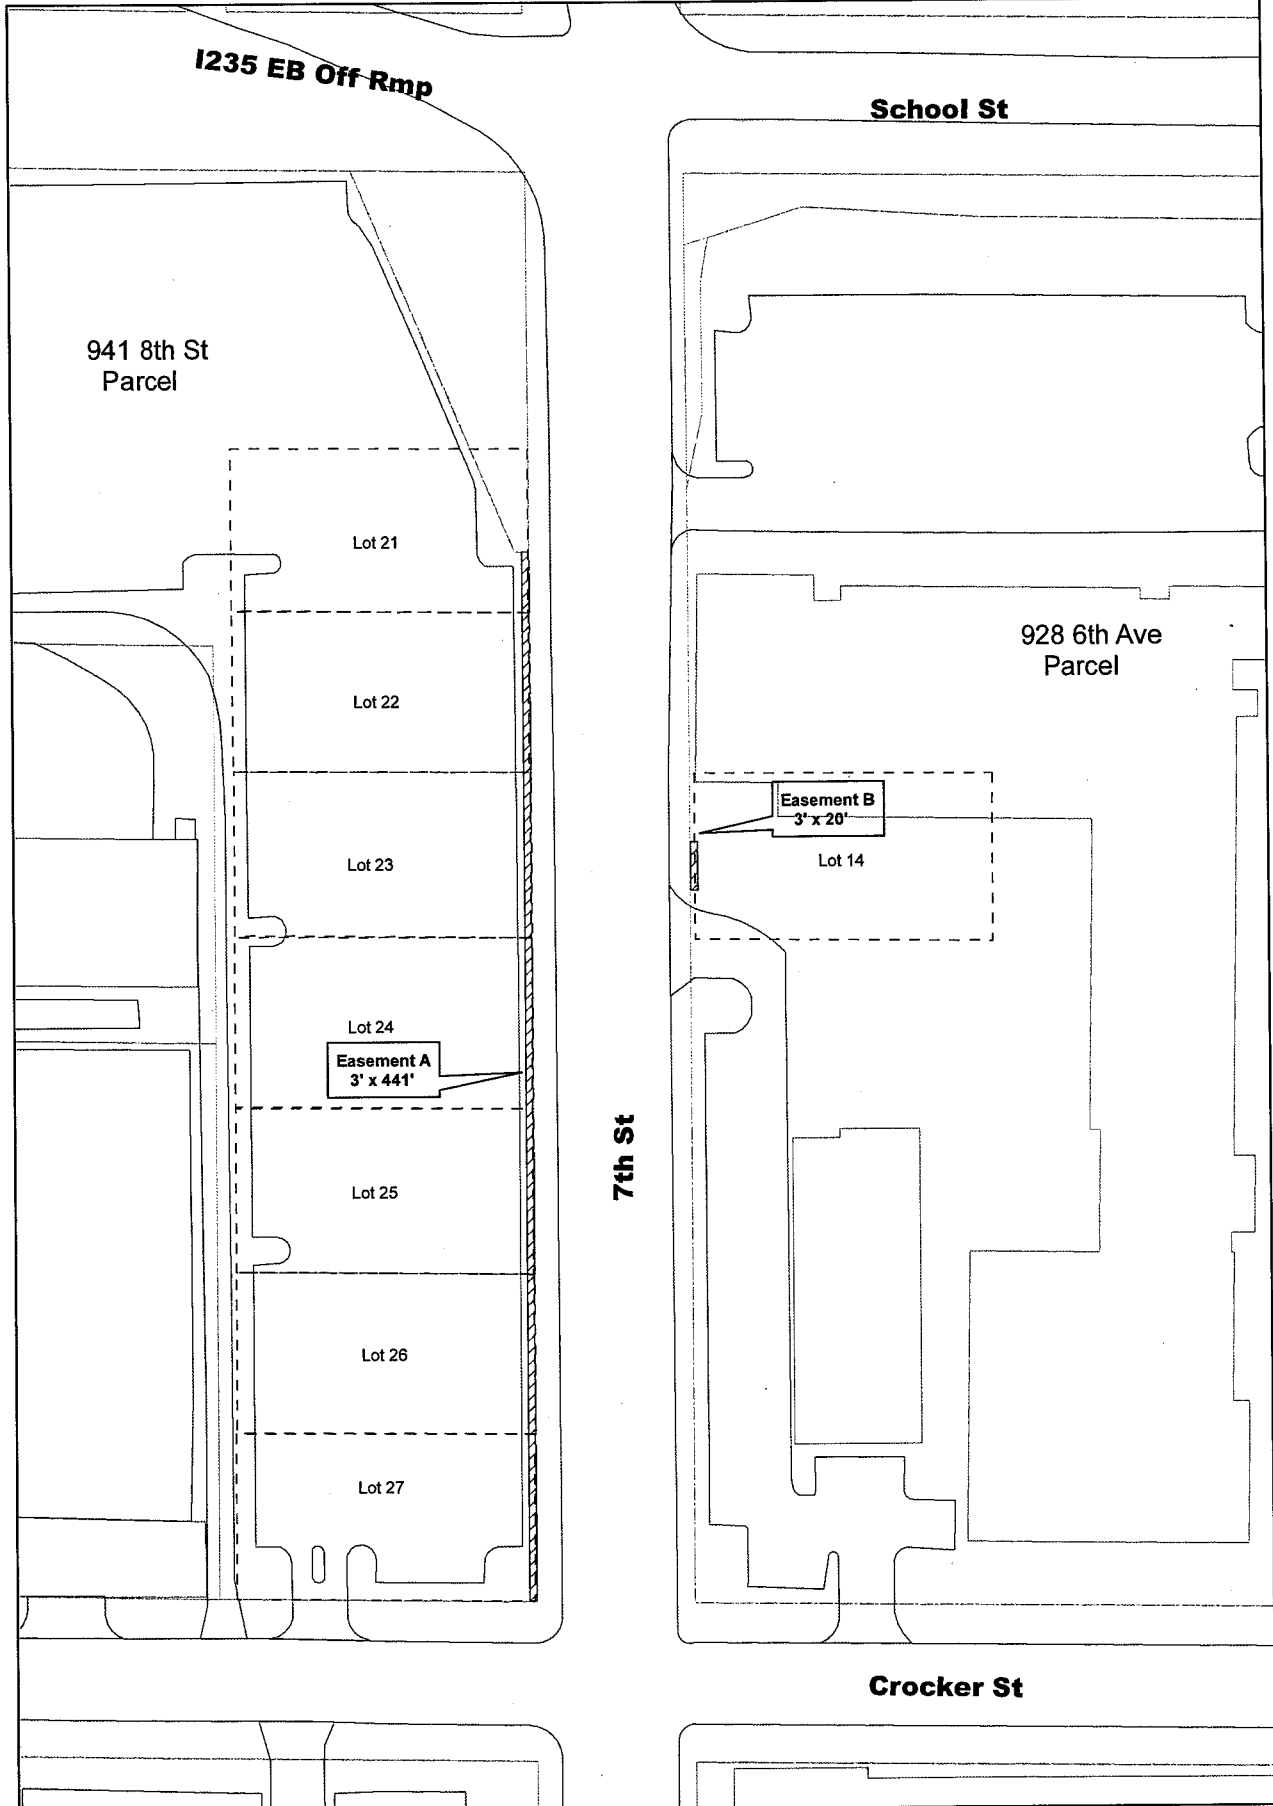 I235 EB Off Rmp
School St
941 8th St
Parcel
Lot 21
928 6th Ave
Parcel
Lot 22
Easement B
3' x 20'
Lot 23
Lot 14
Lot 24
Easement A
3' x 441'
7th St
Lot 25
Lot 26
Lot 27
Crocker St